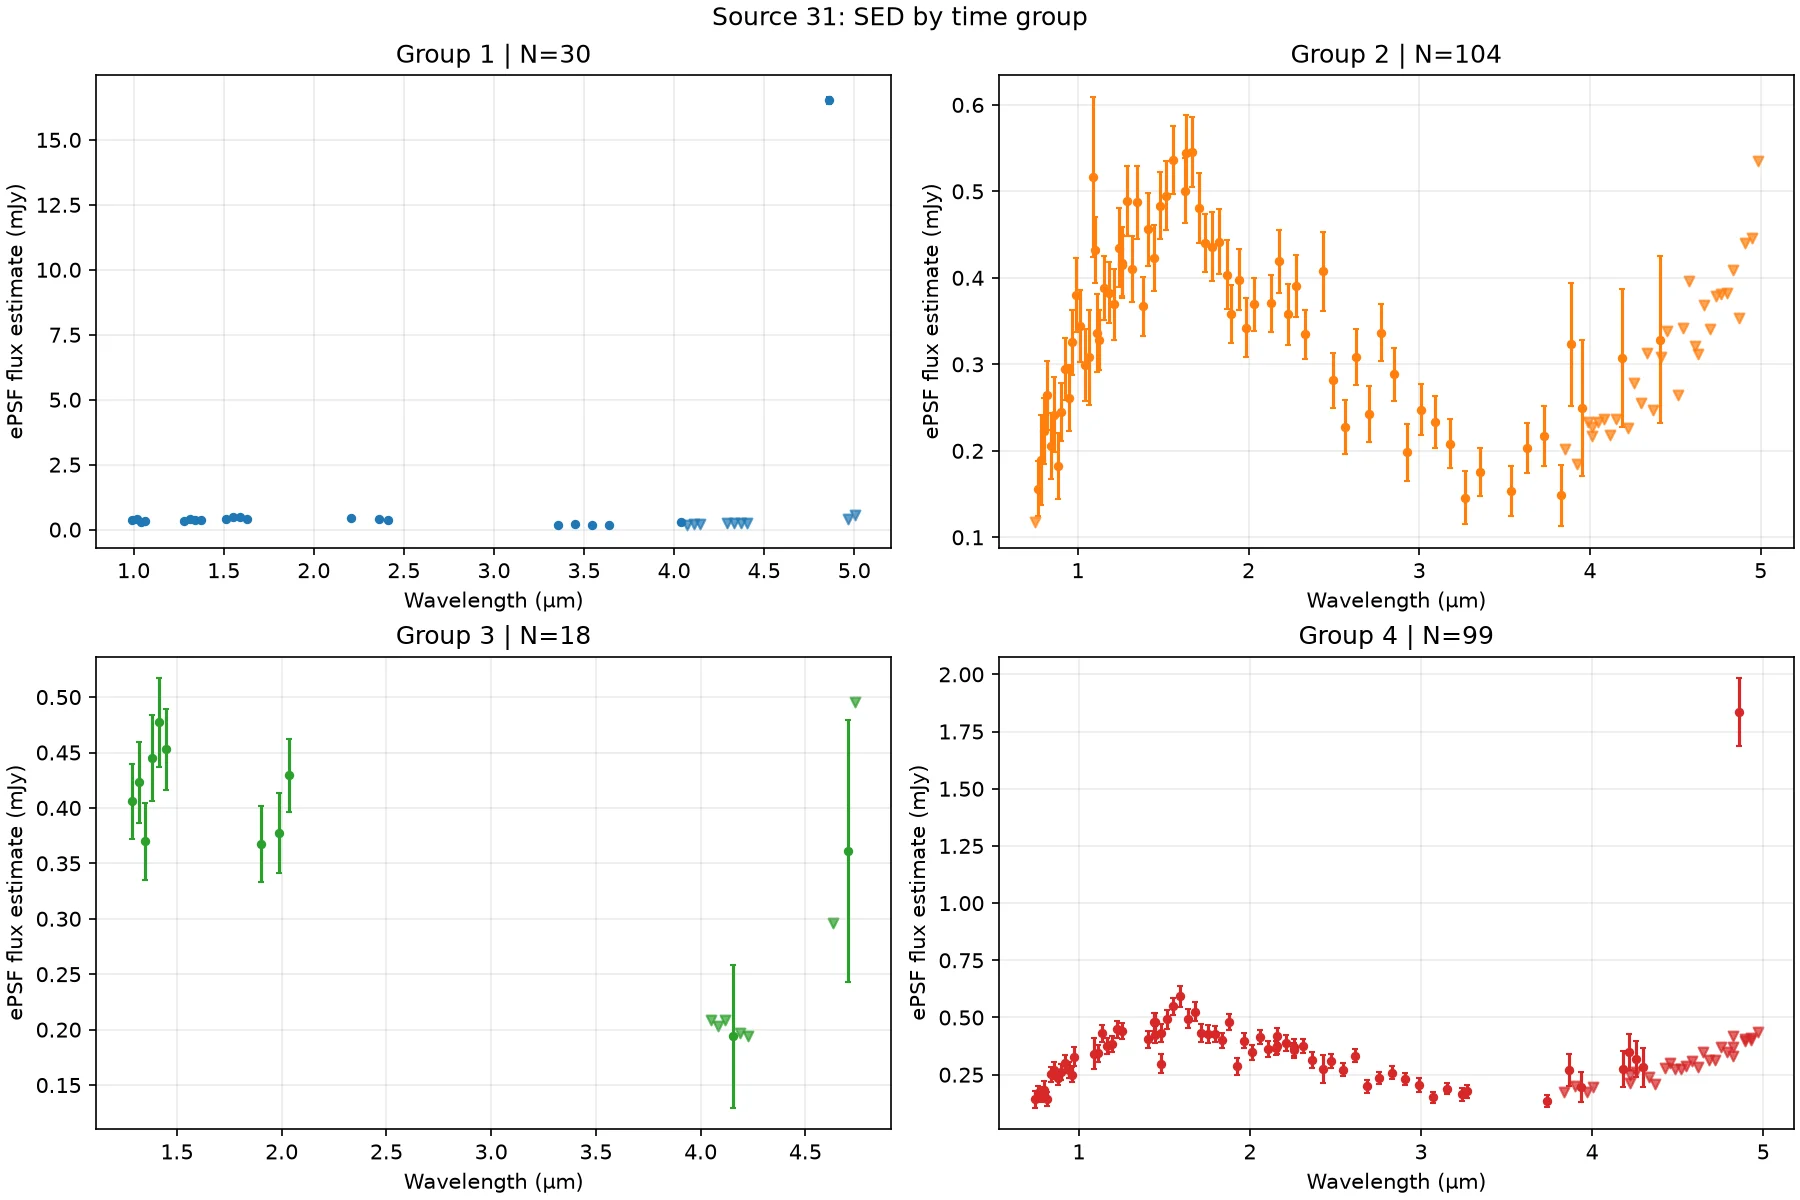 Source 31: SED by time group
Group 1 | N=30
ePSF flux estimate (mJy)
15.0
12.5
10.0
7.5
5.0
2.5
0.0
1.0 1.5 2.0 2.5 3.0 3.5 4.0 4.5 5.0
Wavelength (μm)
Group 2 | N=104
ePSF flux estimate (mJy)
0.6
0.5
0.4
0.3
0.2
0.1
1 2 3 4 5
Wavelength (μm)
Group 3 | N=18
ePSF flux estimate (mJy)
0.50
0.45
0.40
0.35
0.30
0.25
0.20
0.15
1.5 2.0 2.5 3.0 3.5 4.0 4.5
Wavelength (μm)
Group 4 | N=99
ePSF flux estimate (mJy)
2.00
1.75
1.50
1.25
1.00
0.75
0.50
0.25
1 2 3 4 5
Wavelength (μm)